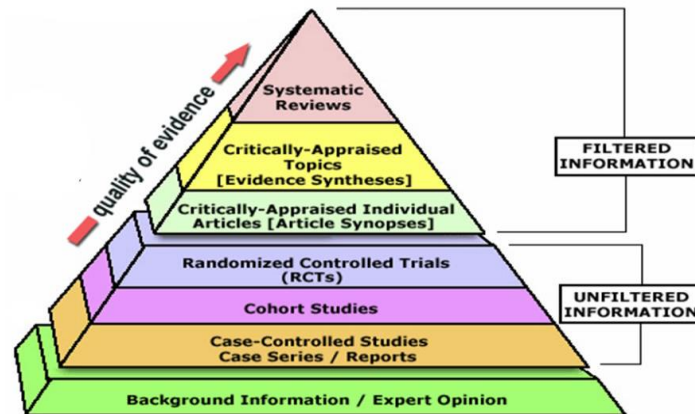 quality of evidence
Systematic
Reviews
Critically-Appraised
Topics
[Evidence Syntheses]
Critically-Appraised Individual
Articles [Article Synopses]
Randomized Controlled Trials
(RCTs)
Cohort Studies
Case-Controlled Studies
Case Series / Reports
Background Information / Expert Opinion
FILTERED
INFORMATION
UNFILTERED
INFORMATION